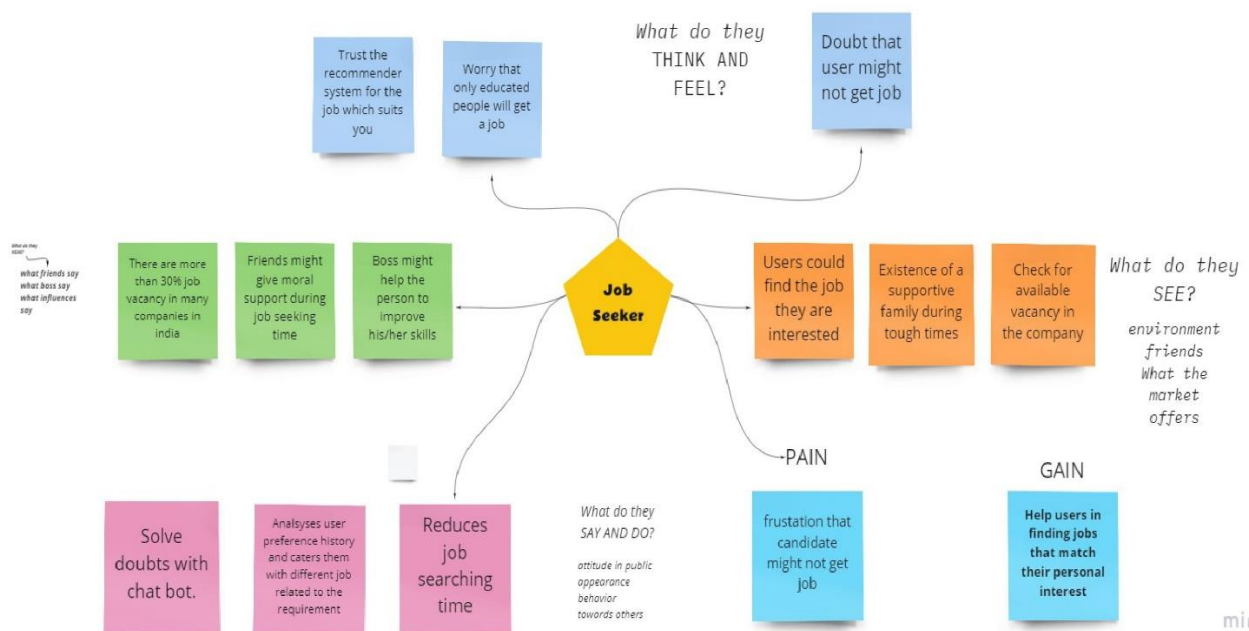 What do they
THINK AND
FEEL?
Trust the
recommender
system for the
job which suits
you
Worry that
only educated
people will get
a job
Doubt that
user might
not get job
What do they
HEAR?
what friends say
what boss say
what influences
say
There are more
than 30% job
vacancy in many
companies in
india
Friends might
give moral
support during
job seeking
time
Boss might
help the
person to
improve
his/her skills
Job
Seeker
Users could
find the job
they are
interested
Existence of a
supportive
family during
tough times
Check for
available
vacancy in
the company
What do they
SEE?
environment
friends
What the
market
offers
Solve
doubts with
chat bot.
Analsyses user
preference history
and caters them
with different job
related to the
requirement
Reduces
job
searching
time
What do they
SAY AND DO?
attitude in public
appearance
behavior
towards others
PAIN
frustation that
candidate
might not get
job
GAIN
Help users in
finding jobs
that match
their personal
interest